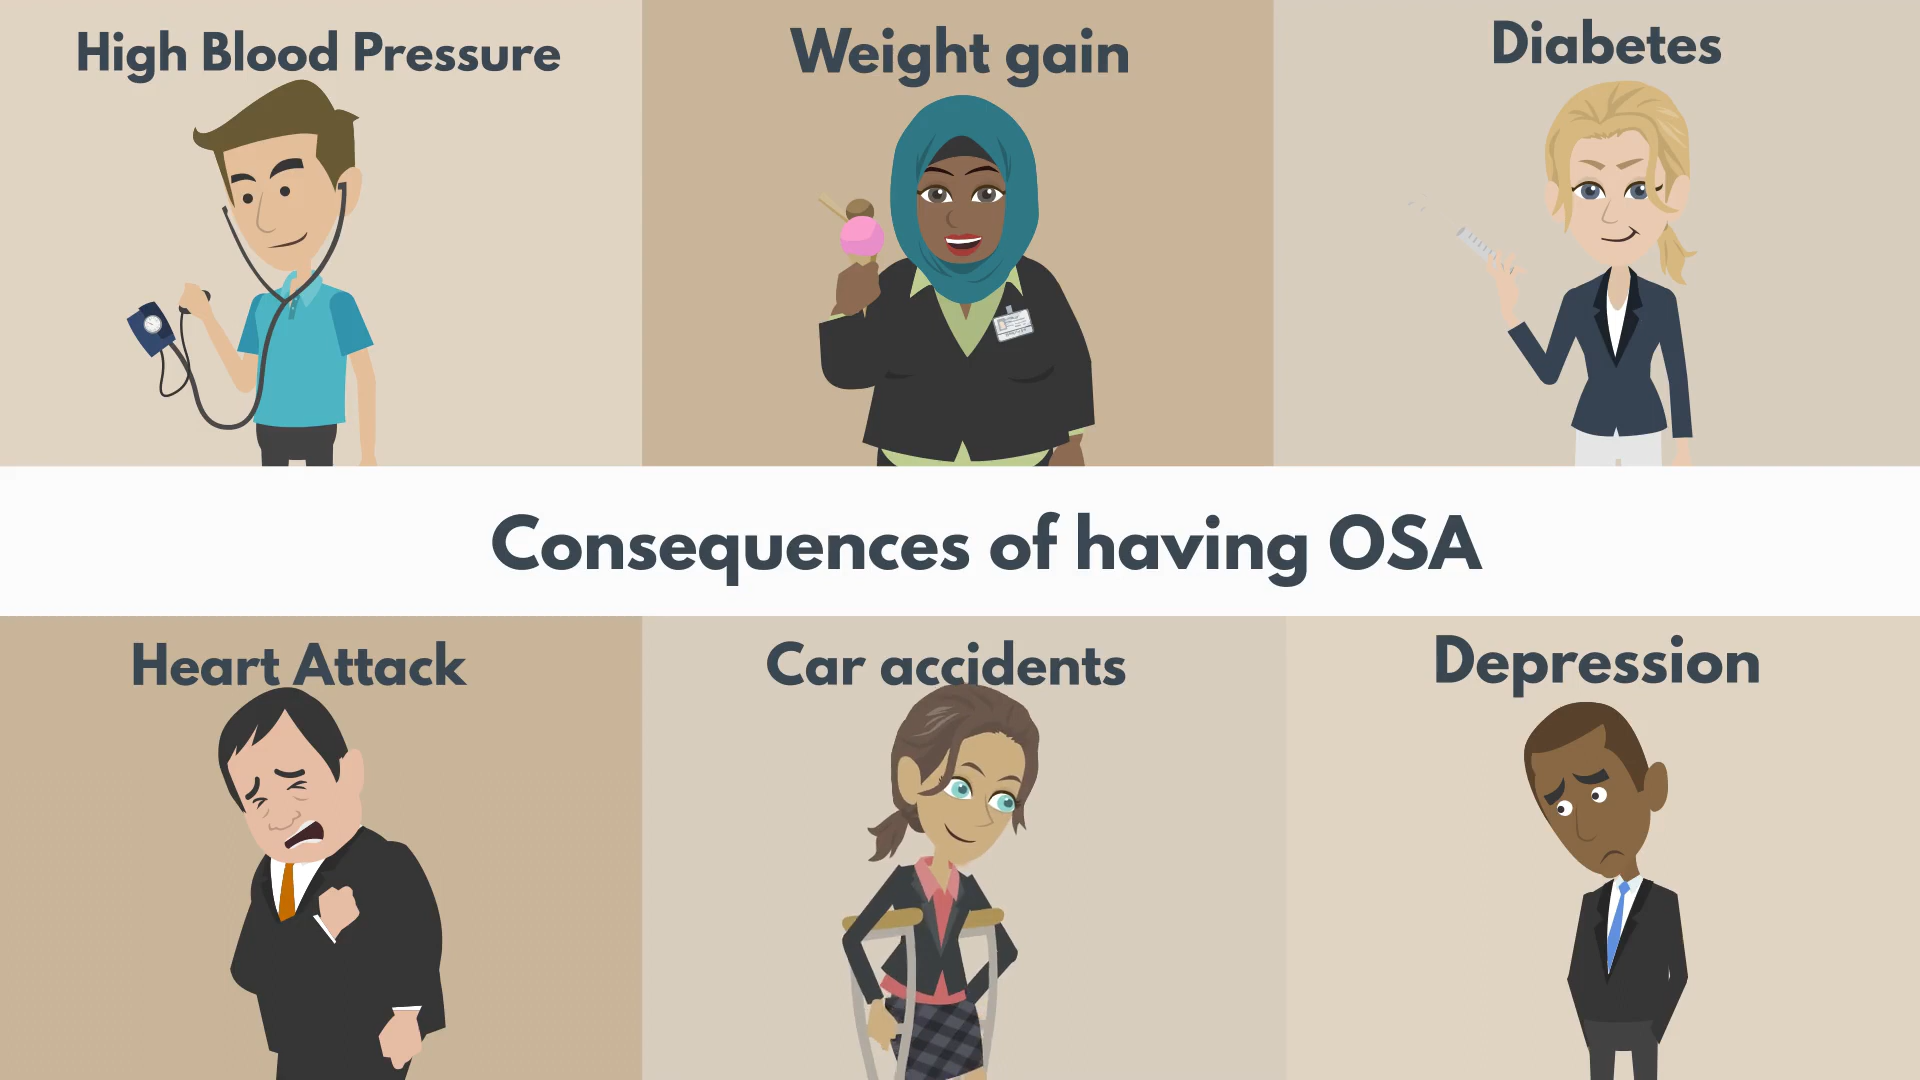 High Blood Pressure
Weight gain
Diabetes
Consequences of having OSA
Heart Attack
Car accidents
Depression